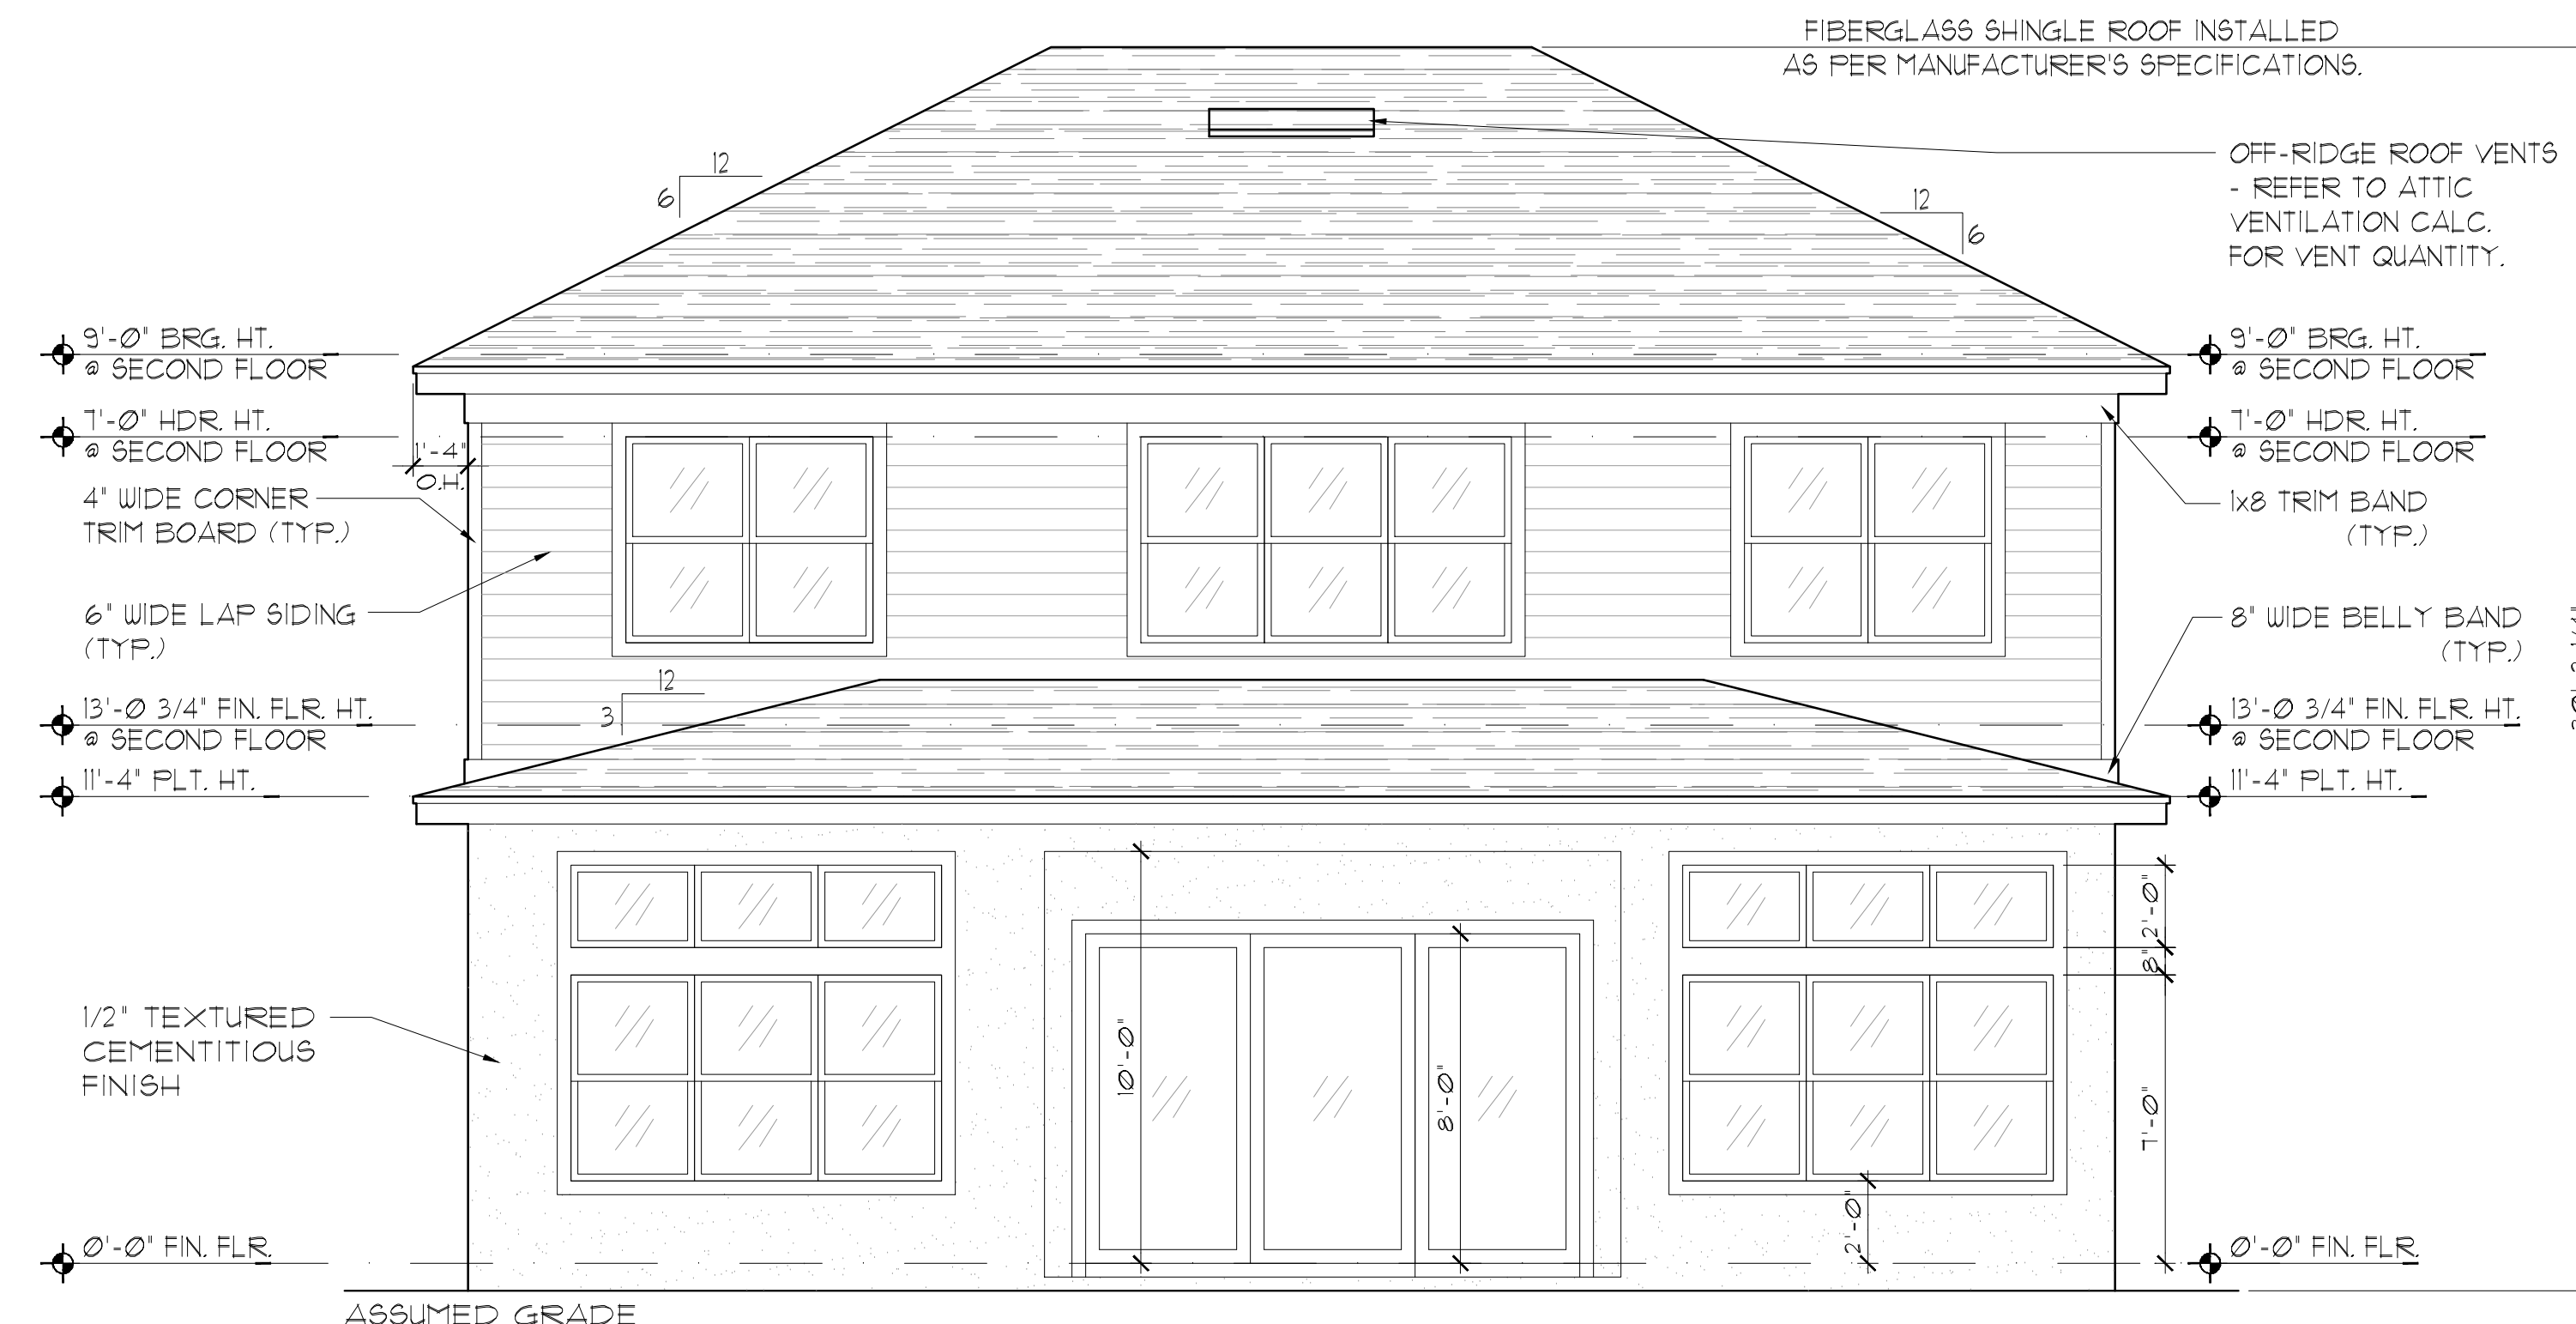 FIBERGLASS SHINGLE ROOF INSTALLED
AS PER MANUFACTURER'S SPECIFICATIONS.
OFF-RIDGE ROOF VENTS
- REFER TO ATTIC
VENTILATION CALC.
FOR VENT QUANTITY.
12
6
12
6
9'-0" BRG. HT.
@ SECOND FLOOR
9'-0" BRG. HT.
@ SECOND FLOOR
7'-0" HDR. HT.
@ SECOND FLOOR
7'-0" HDR. HT.
@ SECOND FLOOR
1'-4"
O.H.
4" WIDE CORNER
TRIM BOARD (TYP.)
1x8 TRIM BAND
(TYP.)
6" WIDE LAP SIDING
(TYP.)
8" WIDE BELLY BAND
(TYP.)
12
3
13'-0 3/4" FIN. FLR. HT.
@ SECOND FLOOR
13'-0 3/4" FIN. FLR. HT.
@ SECOND FLOOR
11'-4" PLT. HT.
11'-4" PLT. HT.
2'-0"
8"
7'-0"
10'-0"
8'-0"
2'-0"
1/2" TEXTURED
CEMENTITIOUS
FINISH
0'-0" FIN. FLR.
0'-0" FIN. FLR.
ASSUMED GRADE